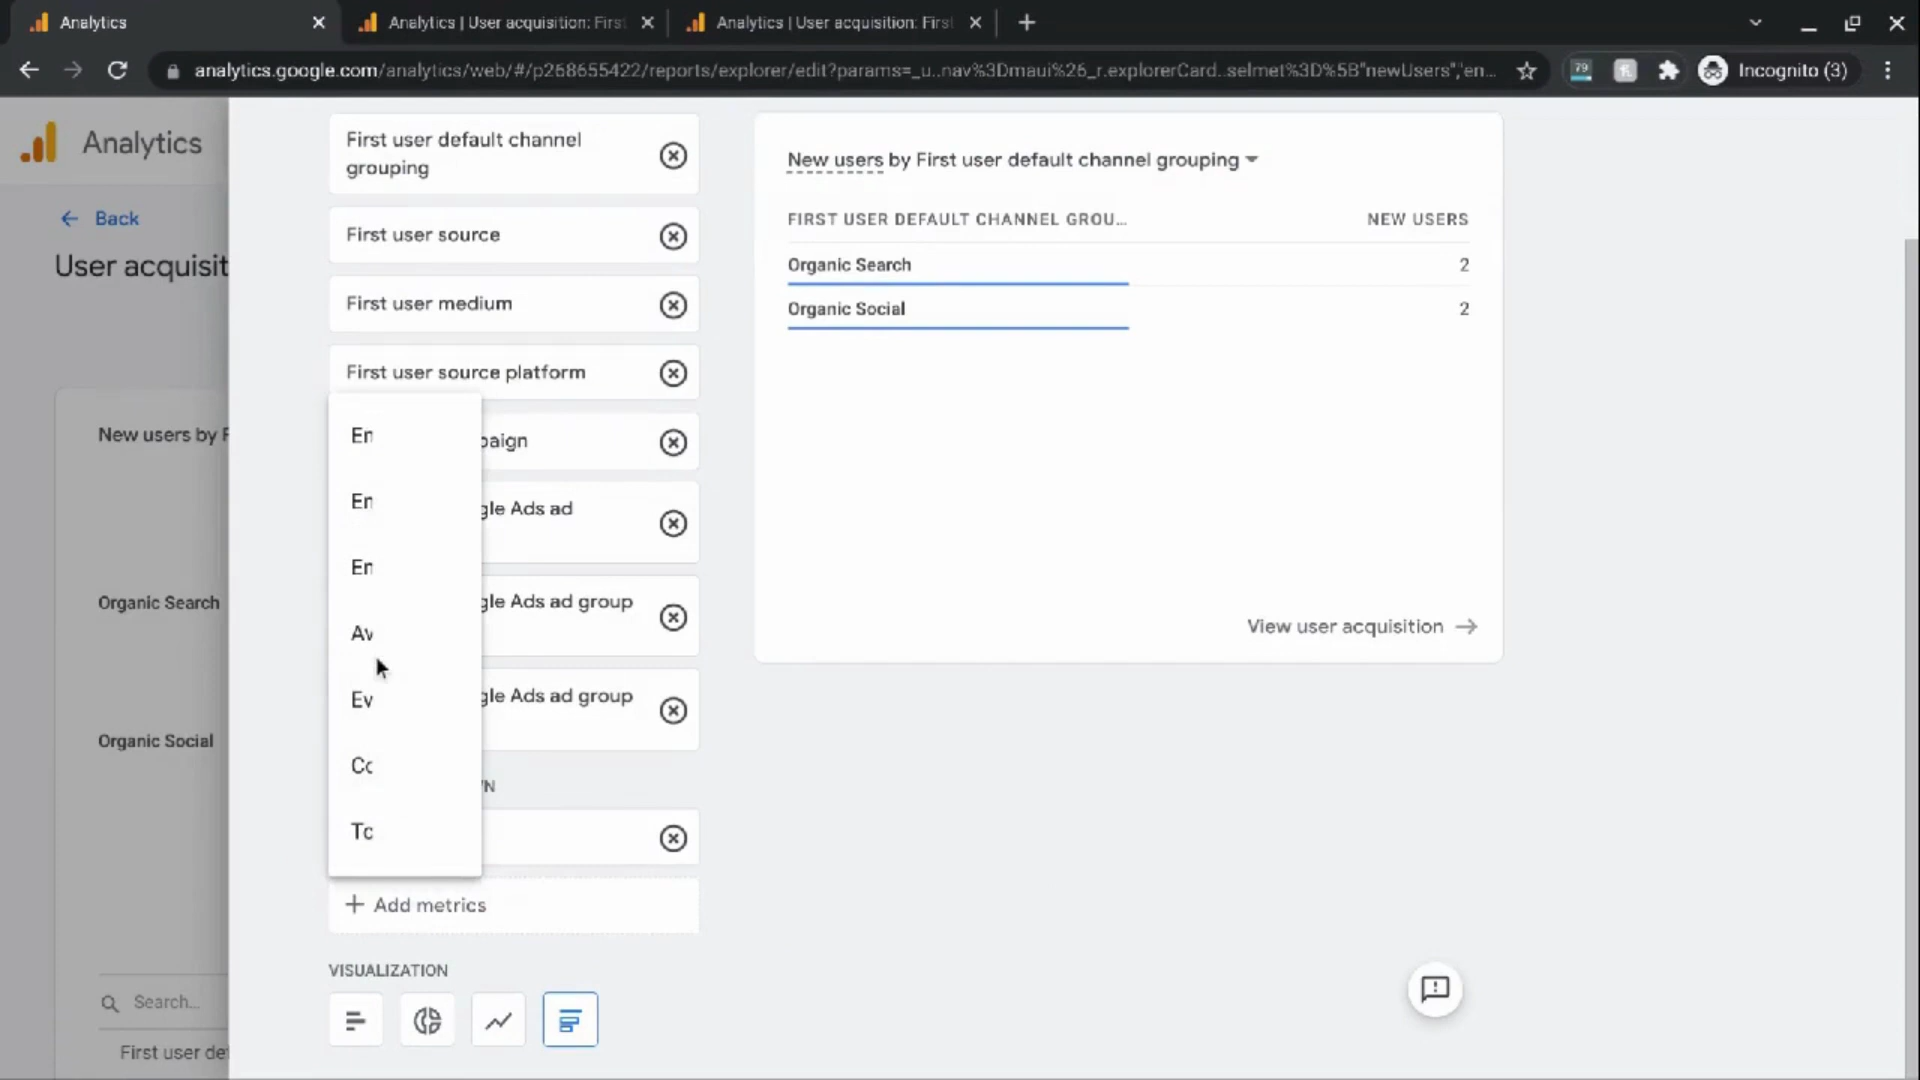 Analytics
Analytics | User acquisition: First
Analytics | User acquisition: First
analytics.google.com/analytics/web/#/p268655422/reports/explorer/edit?params=_u..nav%3Dmaui%26_r.explorerCard..selmet%3D%5B"newUsers","en...
79
Incognito (3)
Analytics
Back
User acquisit
New users by F
Organic Search
Organic Social
Search...
First user de
First user default channel
grouping
First user source
First user medium
First user source platform
paign
gle Ads ad
gle Ads ad group
gle Ads ad group
En
En
En
Av
Ev
Co
To
N
+ Add metrics
VISUALIZATION
New users by First user default channel grouping
FIRST USER DEFAULT CHANNEL GROU...
NEW USERS
Organic Search
2
Organic Social
2
View user acquisition